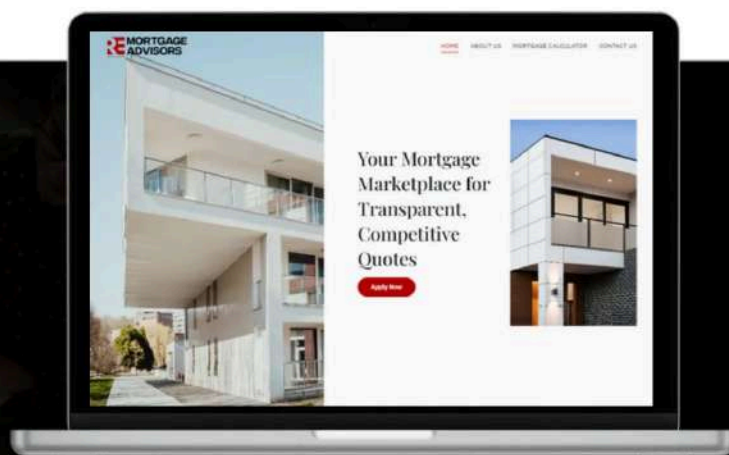 RE MORTGAGE
ADVISORS
HOME ABOUT US MORTGAGE CALCULATOR CONTACT US
Your Mortgage
Marketplace for
Transparent,
Competitive
Quotes
Apply Now